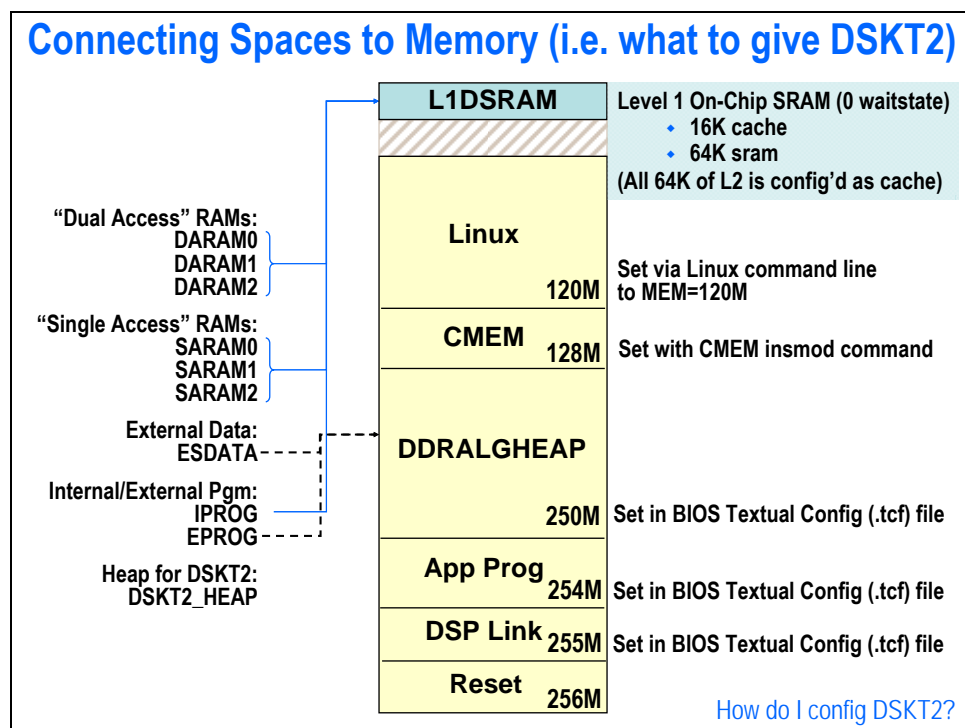 Connecting Spaces to Memory (i.e. what to give DSKT2)
L1DSRAM
Level 1 On-Chip SRAM (0 waitstate)
16K cache
64K sram
(All 64K of L2 is config'd as cache)
“Dual Access” RAMs:
DARAM0
DARAM1
DARAM2
“Single Access” RAMs:
SARAM0
SARAM1
SARAM2
External Data:
ESDATA
Internal/External Pgm:
IPROG
EPROG
Heap for DSKT2:
DSKT2_HEAP
Linux
120M
Set via Linux command line
to MEM=120M
CMEM
128M
Set with CMEM insmod command
DDRALGHEAP
250M
Set in BIOS Textual Config (.tcf) file
App Prog
254M
Set in BIOS Textual Config (.tcf) file
DSP Link
255M
Set in BIOS Textual Config (.tcf) file
Reset
256M
How do I config DSKT2?